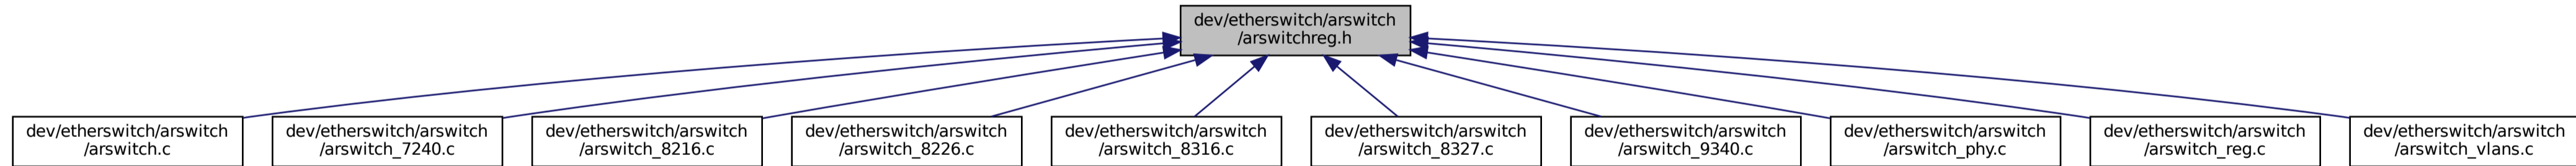 dev/etherswitch/arswitch
/arswitchreg.h
dev/etherswitch/arswitch
/arswitch.c
dev/etherswitch/arswitch
/arswitch_7240.c
dev/etherswitch/arswitch
/arswitch_8216.c
dev/etherswitch/arswitch
/arswitch_8226.c
dev/etherswitch/arswitch
/arswitch_8316.c
dev/etherswitch/arswitch
/arswitch_8327.c
dev/etherswitch/arswitch
/arswitch_9340.c
dev/etherswitch/arswitch
/arswitch_phy.c
dev/etherswitch/arswitch
/arswitch_reg.c
dev/etherswitch/arswitch
/arswitch_vlans.c